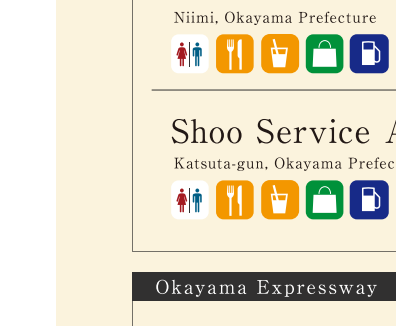 Niimi, Okayama Prefecture
Shoo Service
Katsuta-gun, Okayama Prefec
Okayama Expressway